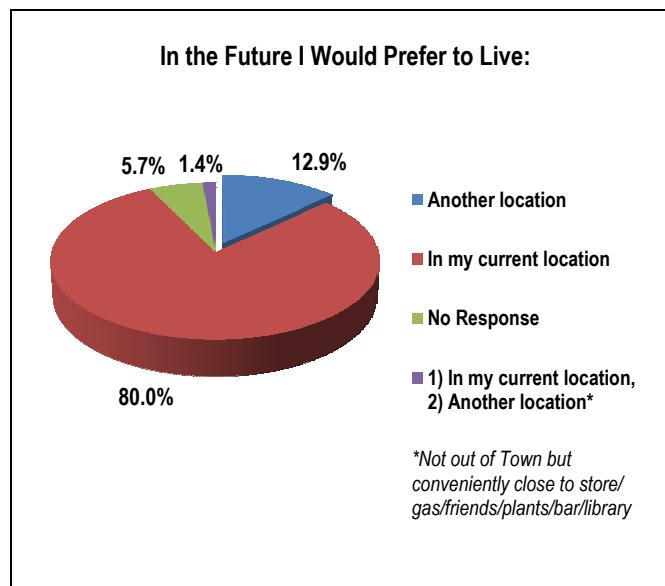 In the Future I Would Prefer to Live:
5.7%
1.4%
12.9%
80.0%
Another location
In my current location
No Response
1) In my current location,
2) Another location*
*Not out of Town but
conveniently close to store/
gas/friends/plants/bar/library